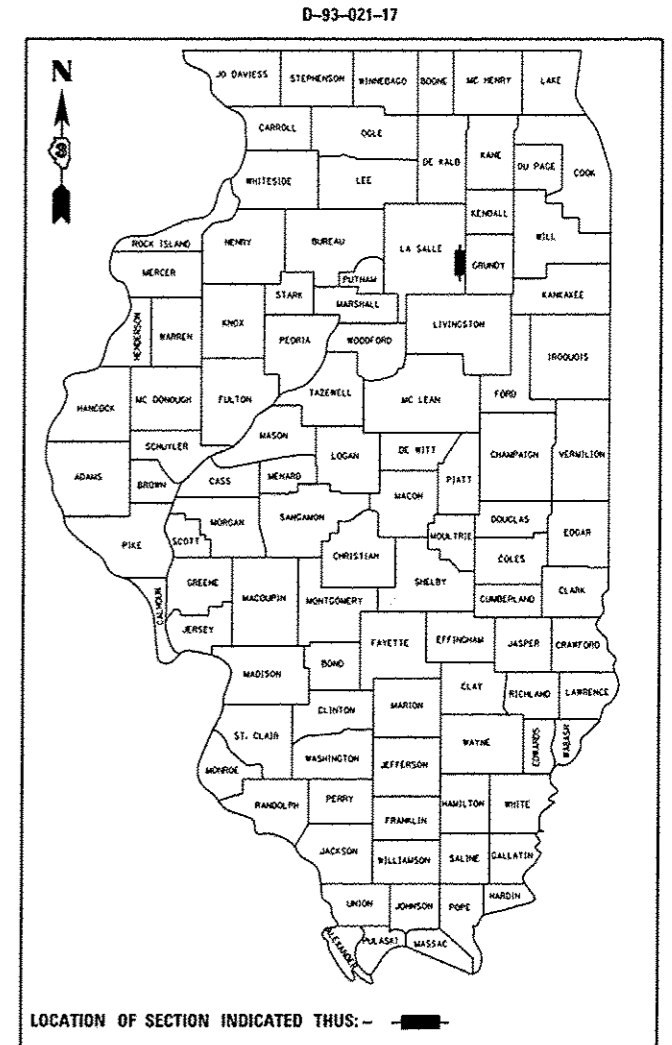 D-93-021-17
N
JO DAVIESS STEPHENSON WINNEBAGO BOONE MC HENRY LAKE
CARROLL OGLE DE KALB KANE DU PAGE COOK
WHITESIDE LEE
KENDALL WILL
ROCK ISLAND HENRY BUREAU LA SALLE GRUNDY
MERCER PUTNAM KANKAKEE
STARK MARSHALL
HENDERSON WARREN KNOX PEORIA WOODFORD LIVINGSTON IROQUOIS
HANCOCK MC DONOUGH FULTON TAZEWELL MC LEAN FORD
SCHUYLER MASON LOGAN DE WITT CHAMPAIGN VERMILION
ADAMS BROWN CASS MENARD PIATT
MACON
PIKE SCOTT MORGAN SANGAMON MOULTRIE DOUGLAS EDGAR
CHRISTIAN COLES
CALHOUN GREENE MACOUPIN MONTGOMERY SHELBY CUMBERLAND CLARK
JERSEY FAYETTE EFFINGHAM JASPER CRAWFORD
MADISON BOND
CLAY RICHLAND LAWRENCE
CLINTON MARION
ST. CLAIR WAYNE EDWARDS WABASH
WASHINGTON JEFFERSON
MONROE
RANDOLPH PERRY HAMILTON WHITE
FRANKLIN
JACKSON WILLIAMSON SALINE GALLATIN
UNION JOHNSON POPE HARDIN
ALEXANDER PULASKI MASSAC
LOCATION OF SECTION INDICATED THUS: -